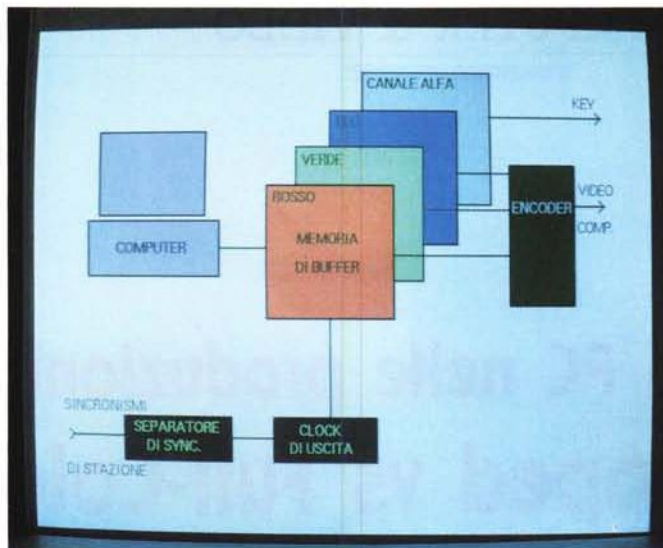 CANALE ALFA
KEY
BLU
VERDE
ROSSO
ENCODER
VIDEO
COMP.
COMPUTER
MEMORIA
DI BUFFER
SINCRONISMI
SEPARATORE
DI SYNC.
CLOCK
DI USCITA
DI STAZIONE